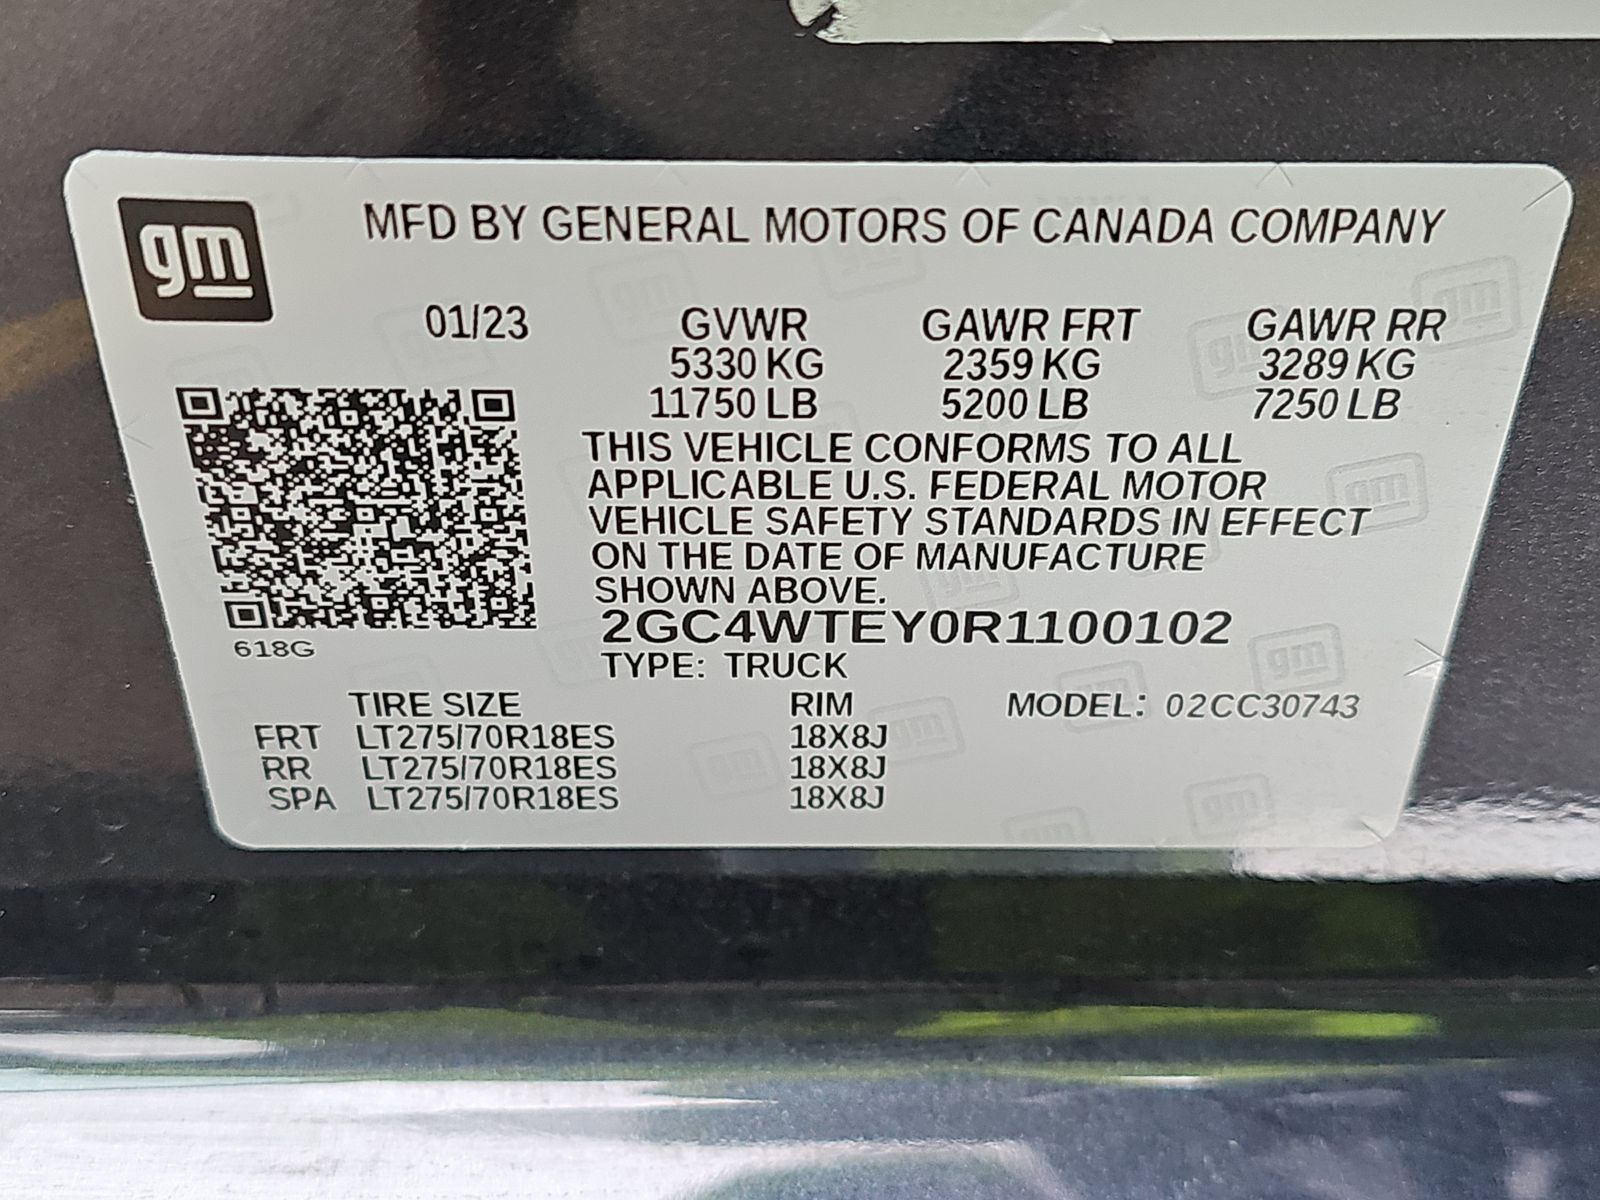 gm
MFD BY GENERAL MOTORS OF CANADA COMPANY
01/23 GVWR GAWR FRT GAWR RR
5330 KG 2359 KG 3289 KG
11750 LB 5200 LB 7250 LB
THIS VEHICLE CONFORMS TO ALL
APPLICABLE U.S. FEDERAL MOTOR
VEHICLE SAFETY STANDARDS IN EFFECT
ON THE DATE OF MANUFACTURE
SHOWN ABOVE.
2GC4WTEY0R1100102
618G
TYPE: TRUCK
TIRE SIZE RIM MODEL: 02CC30743
FRT LT275/70R18ES 18X8J
RR LT275/70R18ES 18X8J
SPA LT275/70R18ES 18X8J